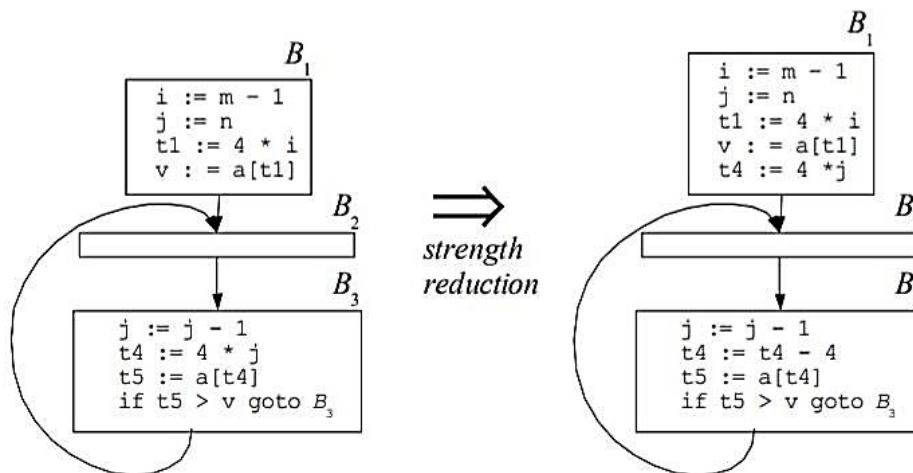 B1
i := m - 1
j := n
t1 := 4 * i
v : = a[t1]
B2
B3
j := j - 1
t4 := 4 * j
t5 := a[t4]
if t5 > v goto B3
⇒
strength
reduction
B1
i := m - 1
j := n
t1 := 4 * i
v : = a[t1]
t4 := 4 *j
B
B
j := j - 1
t4 := t4 - 4
t5 := a[t4]
if t5 > v goto B3